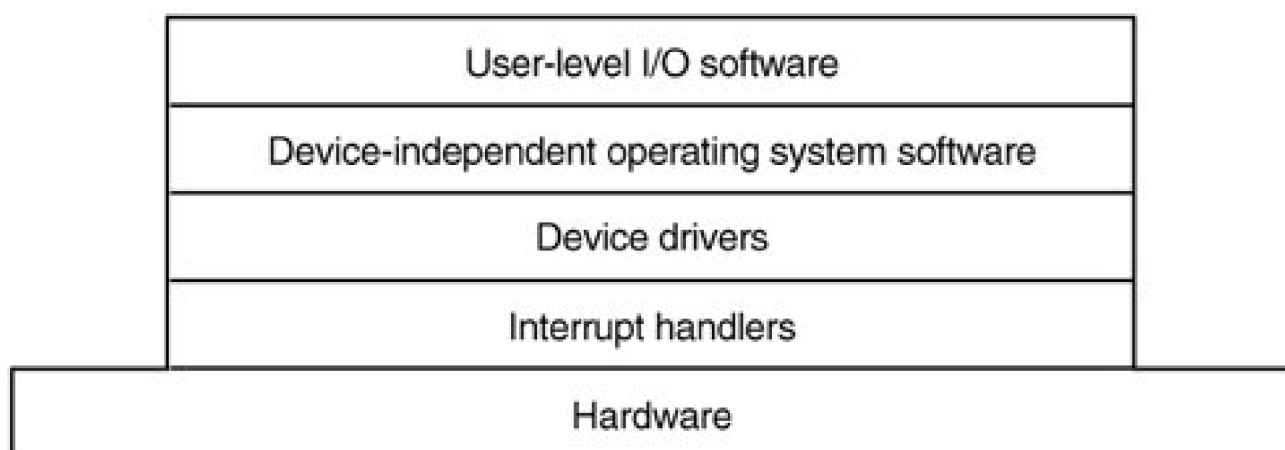 User-level I/O software
Device-independent operating system software
Device drivers
Interrupt handlers
Hardware